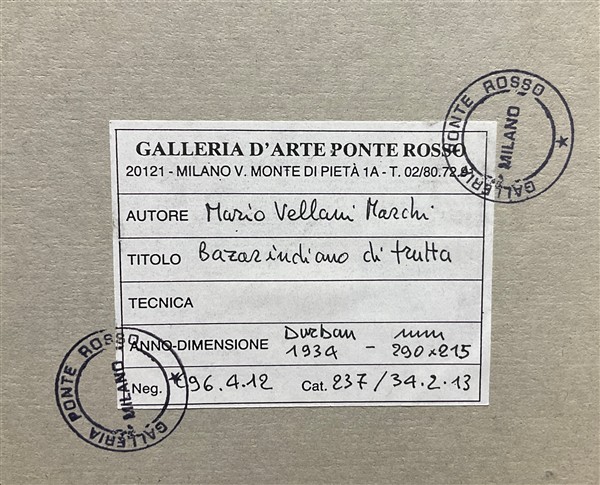 GALLERIA D'ARTE PONTE ROSSO
20121 - MILANO V. MONTE DI PIETÀ 1A - T. 02/80.72.
AUTORE Mario Vellani Marchi
TITOLO Bazar indiano di frutta
TECNICA
ANNO-DIMENSIONE Durban 1934 - mm 290x215
Neg. 96.4.12 Cat. 237/34.2.13
GALLERIA PONTE ROSSO
MILANO
GALLERIA PONTE ROSSO
MILANO